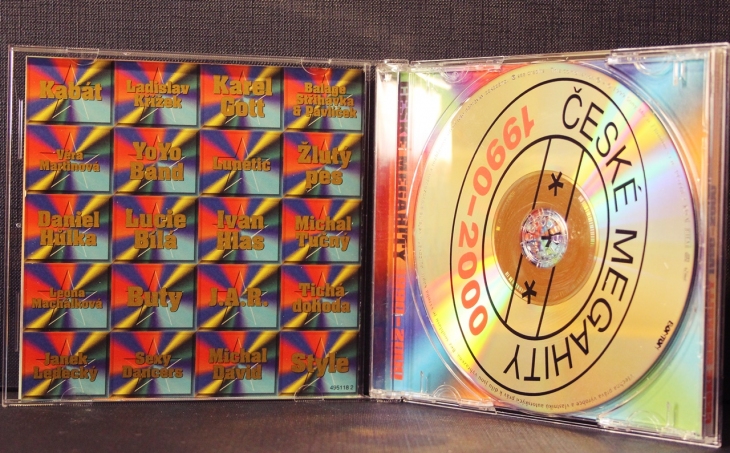 Kabát
Ladislav
Křížek
Karel
Gott
Balage
Střihavka
& Pavlíček
Věra
Martinová
YoYo
Band
Lunetic
Žlutý
pes
Daniel
Hůlka
Lucie
Bílá
Ivan
Hlas
Michal
Tučný
Leona
Machálková
Buty
J.A.R.
Tichá
dohoda
Janek
Ledecký
Sexy
Dancers
Michal
David
Style
495118 2
ČESKÉ MEGAHITY
1990-2000